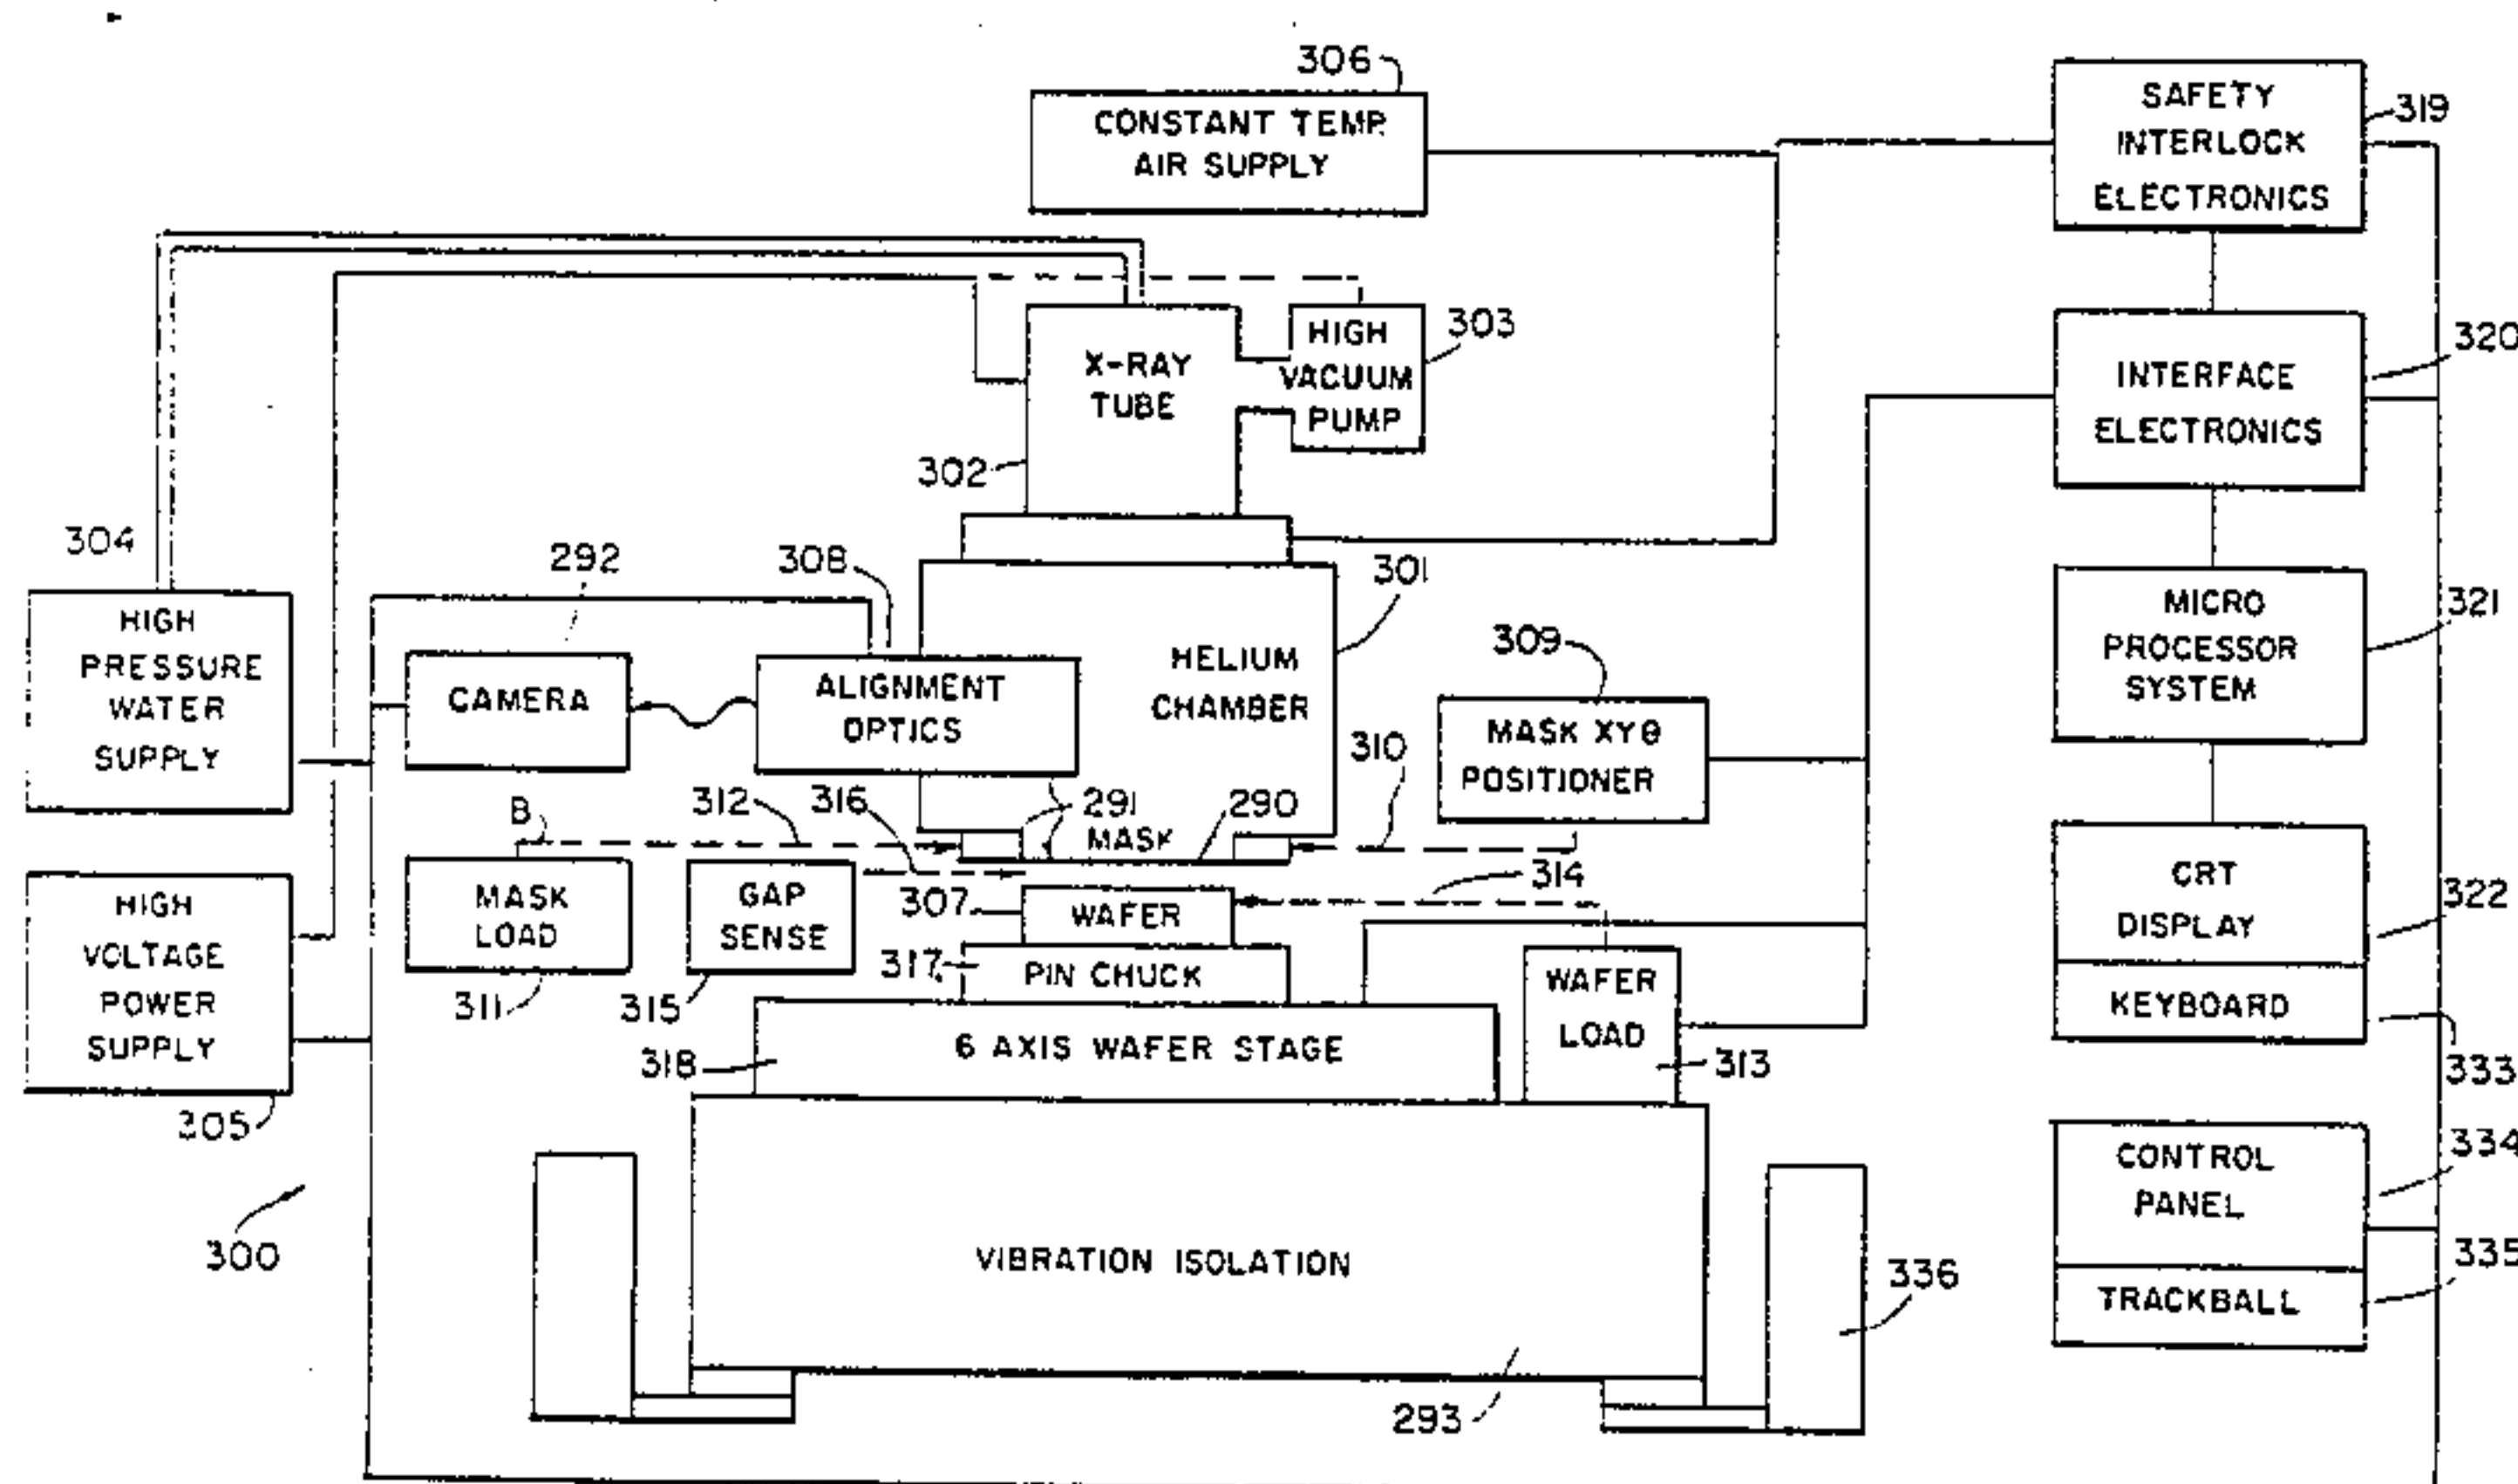 306
CONSTANT TEMP.
AIR SUPPLY
SAFETY
INTERLOCK
ELECTRONICS
319
X-RAY
TUBE
302
HIGH
VACUUM
PUMP
303
INTERFACE
ELECTRONICS
320
304
HIGH
PRESSURE
WATER
SUPPLY
292
CAMERA
308
ALIGNMENT
OPTICS
301
HELIUM
CHAMBER
309
MASK XYθ
POSITIONER
310
MICRO
PROCESSOR
SYSTEM
321
B
312
316
291
MASK
290
MASK
LOAD
311
GAP
SENSE
315
307
WAFER
314
317
PIN CHUCK
HIGH
VOLTAGE
POWER
SUPPLY
305
318
6 AXIS WAFER STAGE
WAFER
LOAD
313
CRT
DISPLAY
322
KEYBOARD
333
300
VIBRATION ISOLATION
293
336
CONTROL
PANEL
334
TRACKBALL
335